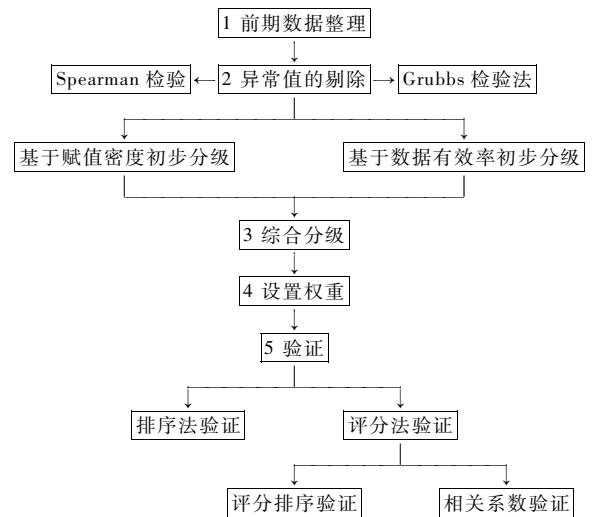 1 前期数据整理
Spearman 检验
2 异常值的剔除
Grubbs 检验法
基于赋值密度初步分级
基于数据有效率初步分级
3 综合分级
4 设置权重
5 验证
排序法验证
评分法验证
评分排序验证
相关系数验证